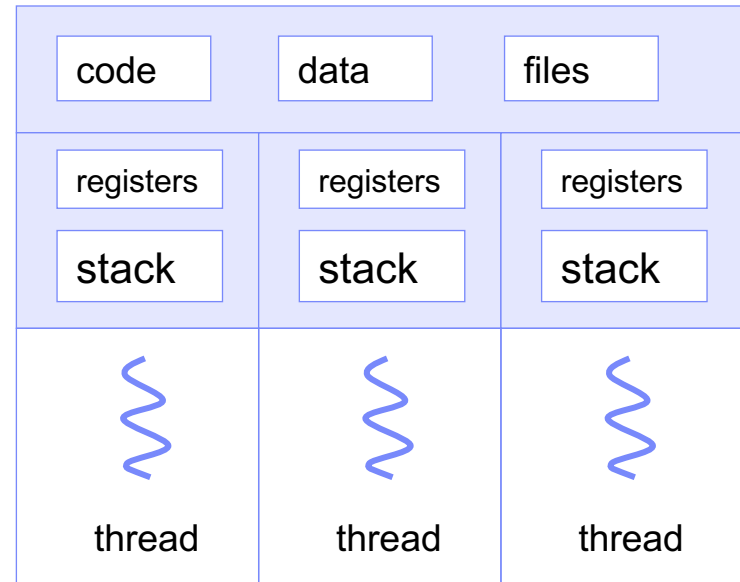 code data files
registers registers registers
stack stack stack
thread thread thread